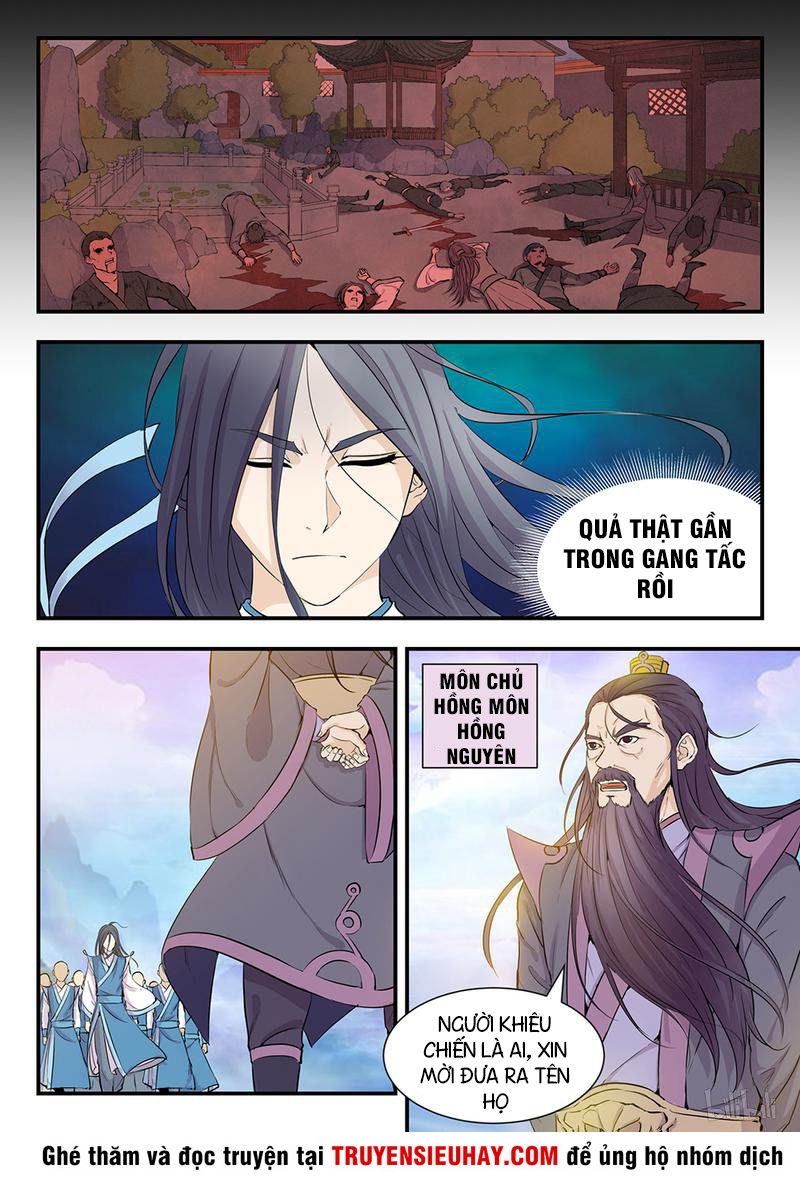 QUẢ THẬT GẦN
TRONG GANG TẤC
RỒI
MÔN CHỦ
HỒNG MÔN
HỒNG
NGUYÊN
NGƯỜI KHIÊU
CHIẾN LÀ AI, XIN
MỜI ĐƯA RA TÊN
HỌ
bilibili
Ghé thăm và đọc truyện tại TRUYENSIEUHAY.COM để ủng hộ nhóm dịch